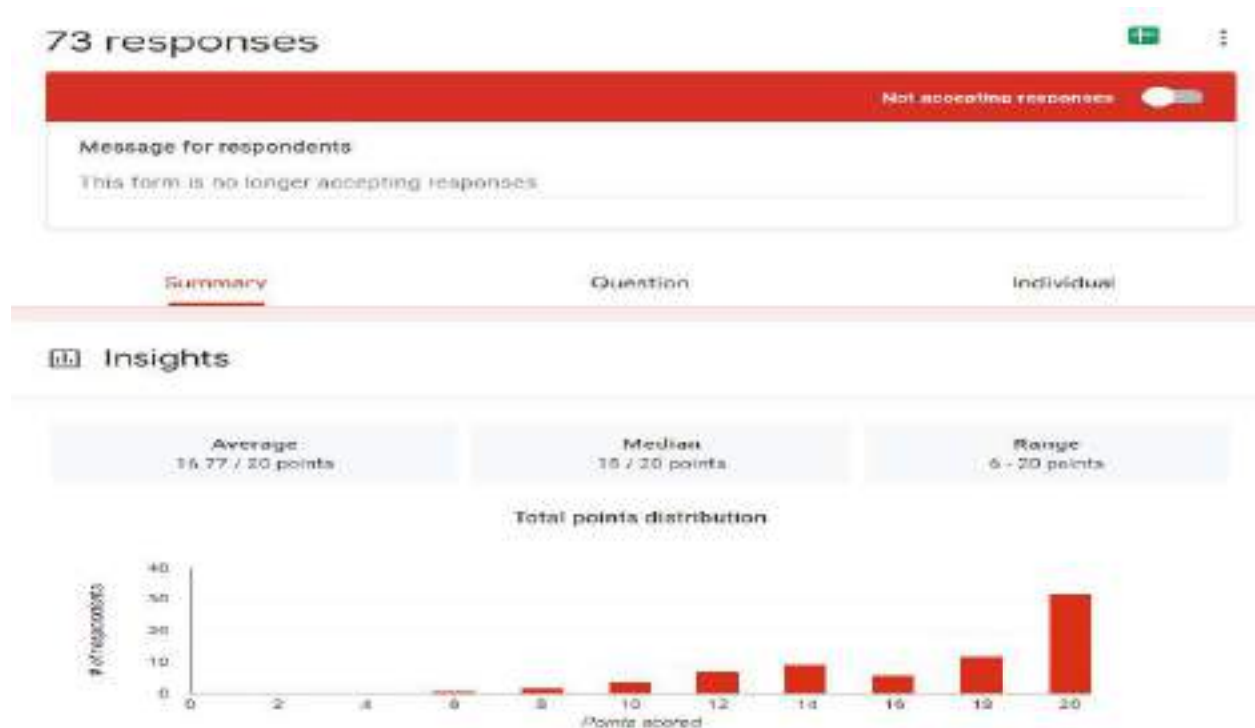 73 responses
Not accepting responses
Message for respondents
This form is no longer accepting responses
Summary Question Individual
Insights
Average Median Range
16.77 / 20 points 18 / 20 points 6 - 20 points
Total points distribution
# of respondents
40
30
20
10
0
0 2 4 6 8 10 12 14 16 18 20
Points scored